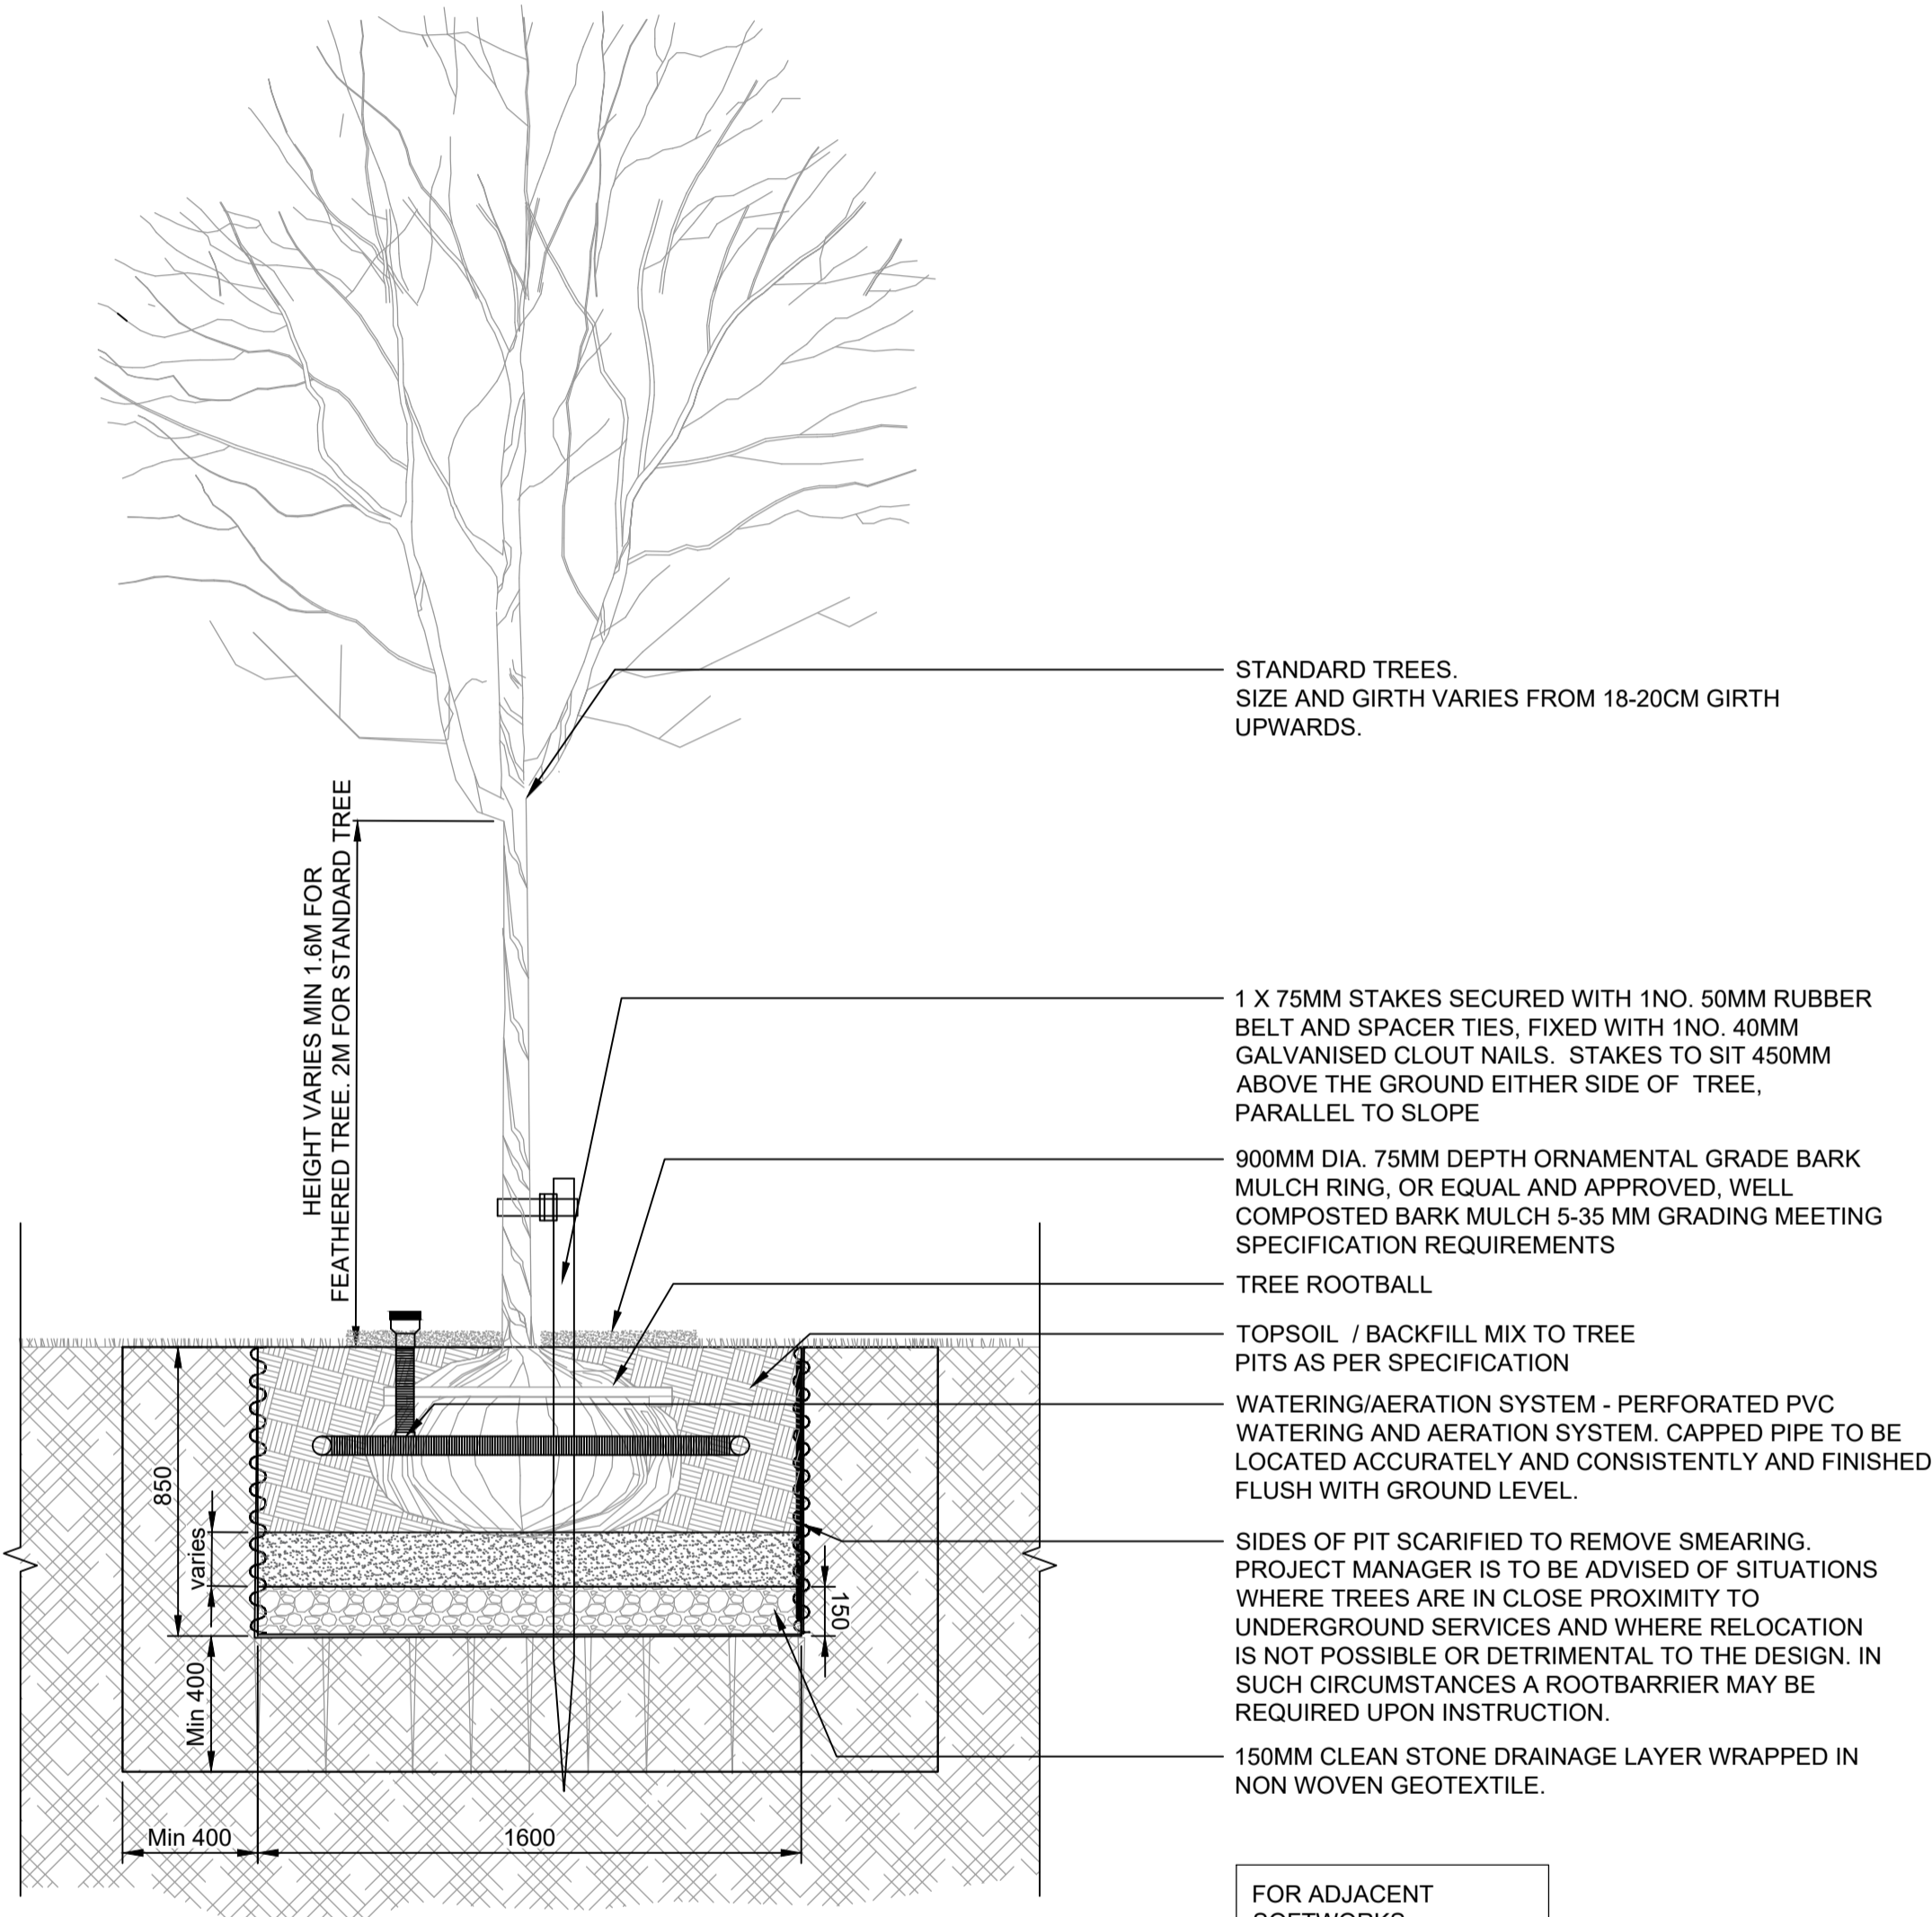 STANDARD TREES.
SIZE AND GIRTH VARIES FROM 18-20CM GIRTH
UPWARDS.
HEIGHT VARIES MIN 1.6M FOR
FEATHERED TREE. 2M FOR STANDARD TREE
1 X 75MM STAKES SECURED WITH 1NO. 50MM RUBBER
BELT AND SPACER TIES, FIXED WITH 1NO. 40MM
GALVANISED CLOUT NAILS. STAKES TO SIT 450MM
ABOVE THE GROUND EITHER SIDE OF TREE,
PARALLEL TO SLOPE
900MM DIA. 75MM DEPTH ORNAMENTAL GRADE BARK
MULCH RING, OR EQUAL AND APPROVED, WELL
COMPOSTED BARK MULCH 5-35 MM GRADING MEETING
SPECIFICATION REQUIREMENTS
TREE ROOTBALL
TOPSOIL / BACKFILL MIX TO TREE
PITS AS PER SPECIFICATION
WATERING/AERATION SYSTEM - PERFORATED PVC
WATERING AND AERATION SYSTEM. CAPPED PIPE TO BE
LOCATED ACCURATELY AND CONSISTENTLY AND FINISHED
FLUSH WITH GROUND LEVEL.
SIDES OF PIT SCARIFIED TO REMOVE SMEARING.
PROJECT MANAGER IS TO BE ADVISED OF SITUATIONS
WHERE TREES ARE IN CLOSE PROXIMITY TO
UNDERGROUND SERVICES AND WHERE RELOCATION
IS NOT POSSIBLE OR DETRIMENTAL TO THE DESIGN. IN
SUCH CIRCUMSTANCES A ROOTBARRIER MAY BE
REQUIRED UPON INSTRUCTION.
150MM CLEAN STONE DRAINAGE LAYER WRAPPED IN
NON WOVEN GEOTEXTILE.
850
varies
150
Min 400
Min 400
1600
FOR ADJACENT
SOFTWORKS